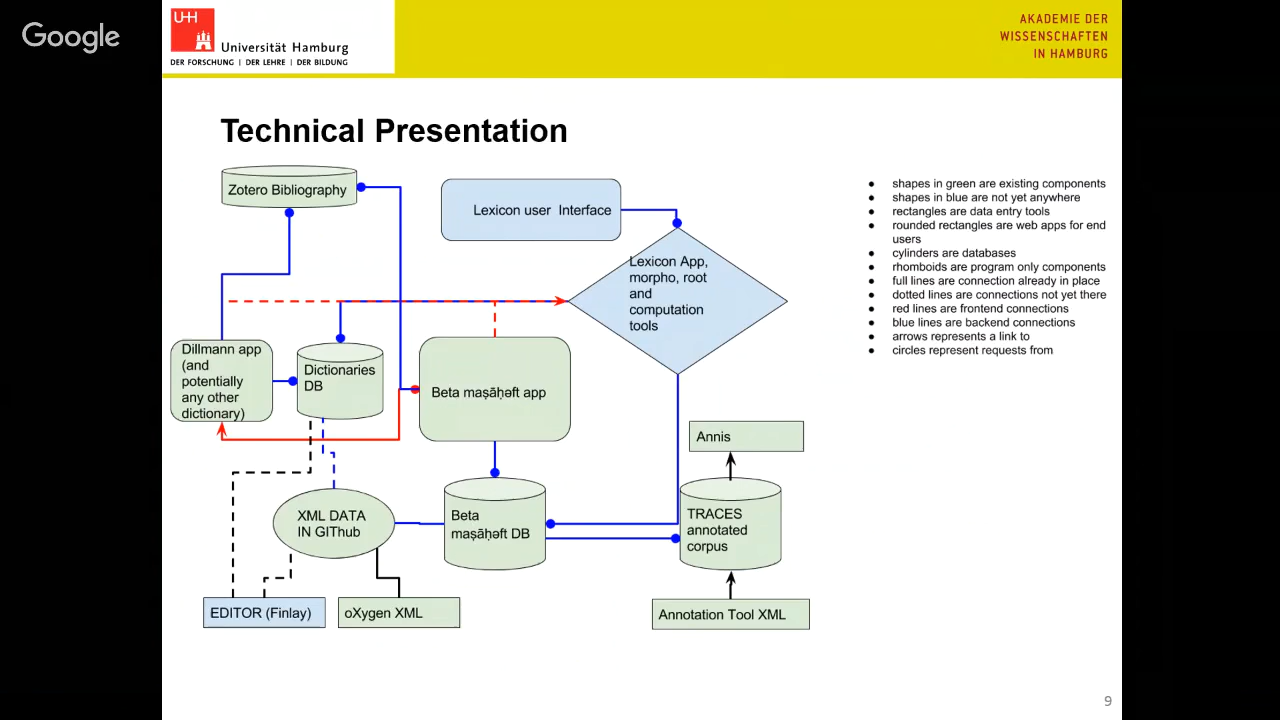 Google
UHH
Universität Hamburg
DER FORSCHUNG | DER LEHRE | DER BILDUNG
AKADEMIE DER
WISSENSCHAFTEN
IN HAMBURG
Technical Presentation
Zotero Bibliography
Lexicon user Interface
Lexicon App,
morpho, root
and
computation
tools
Dillmann app
(and
potentially
any other
dictionary)
Dictionaries
DB
Beta maṣāḥəft app
Annis
XML DATA
IN GIThub
Beta
maṣāḥəft DB
TRACES
annotated
corpus
EDITOR (Finlay)
oXygen XML
Annotation Tool XML
● shapes in green are existing components
● shapes in blue are not yet anywhere
● rectangles are data entry tools
● rounded rectangles are web apps for end
users
● cylinders are databases
● rhomboids are program only components
● full lines are connection already in place
● dotted lines are connections not yet there
● red lines are frontend connections
● blue lines are backend connections
● arrows represents a link to
● circles represent requests from
9